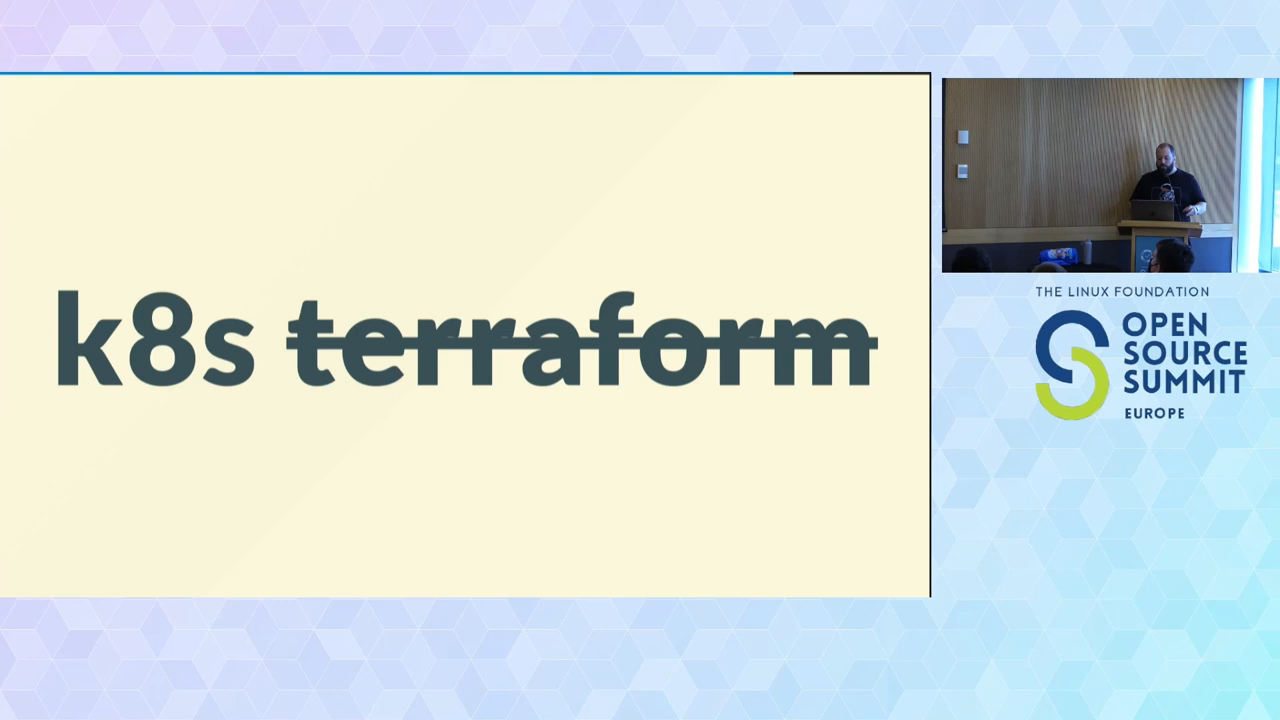 k8s terraform
THE LINUX FOUNDATION
OPEN
SOURCE
SUMMIT
EUROPE